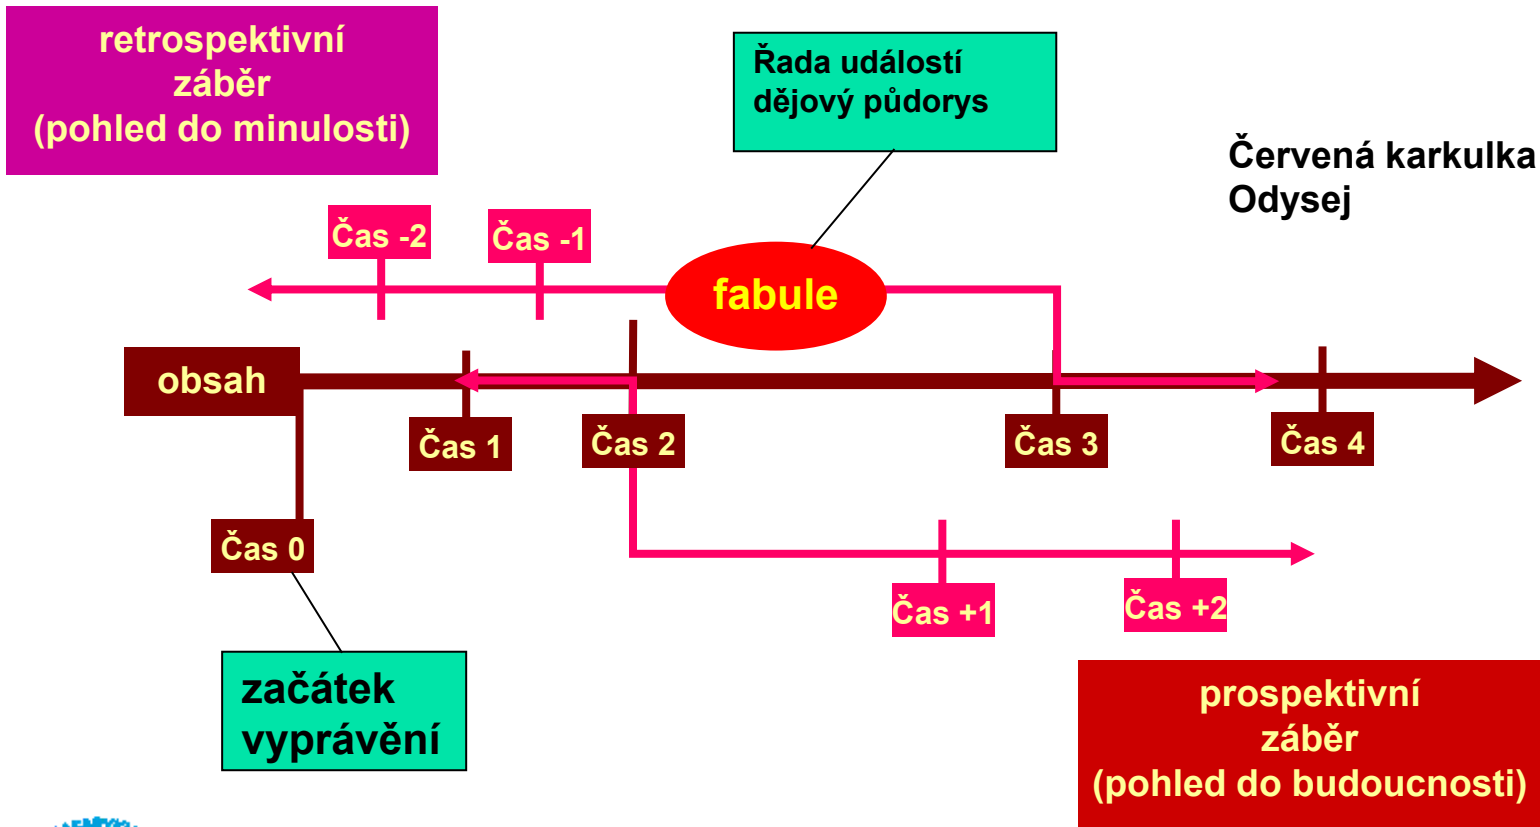 retrospektivní
záběr
(pohled do minulosti)
Řada událostí
dějový půdorys
Červená karkulka
Odysej
Čas -2
Čas -1
fabule
obsah
Čas 1
Čas 2
Čas 3
Čas 4
Čas 0
Čas +1
Čas +2
začátek
vyprávění
prospektivní
záběr
(pohled do budoucnosti)